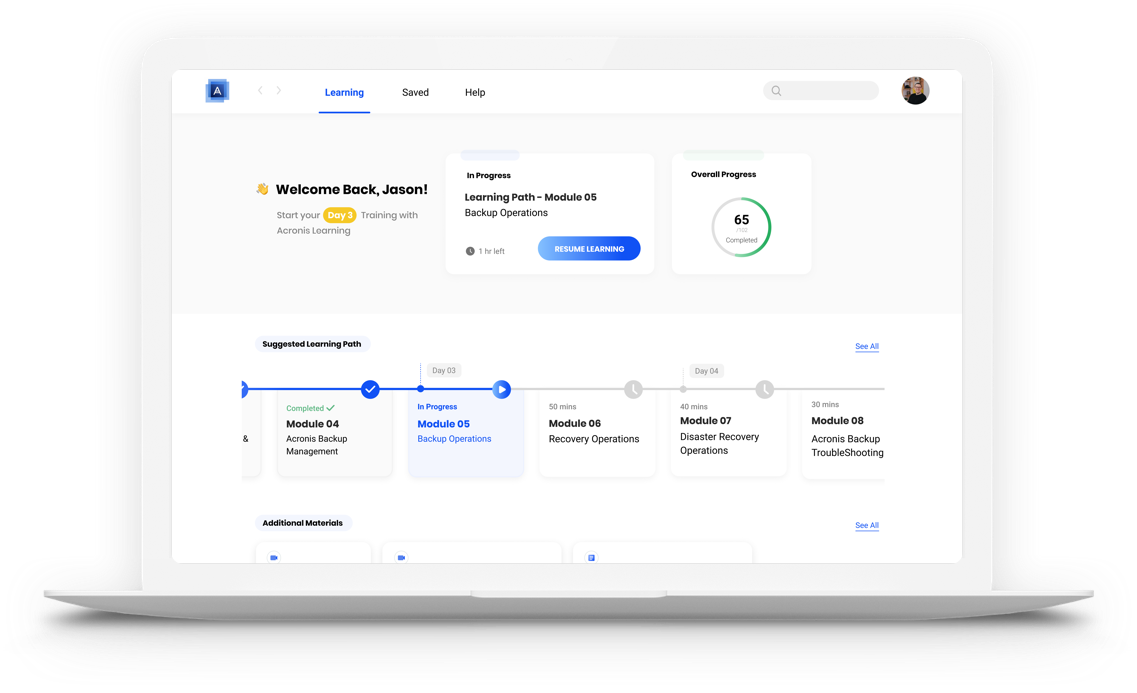 A
Learning
Saved
Help
👋 Welcome Back, Jason!
Start your Day 3 Training with
Acronis Learning
In Progress
Learning Path - Module 05
Backup Operations
1 hr left
RESUME LEARNING
Overall Progress
65
/102
Completed
Suggested Learning Path
See All
Day 03
Day 04
&
Completed
Module 04
Acronis Backup
Management
In Progress
Module 05
Backup Operations
50 mins
Module 06
Recovery Operations
40 mins
Module 07
Disaster Recovery
Operations
30 mins
Module 08
Acronis Backup
TroubleShooting
Additional Materials
See All